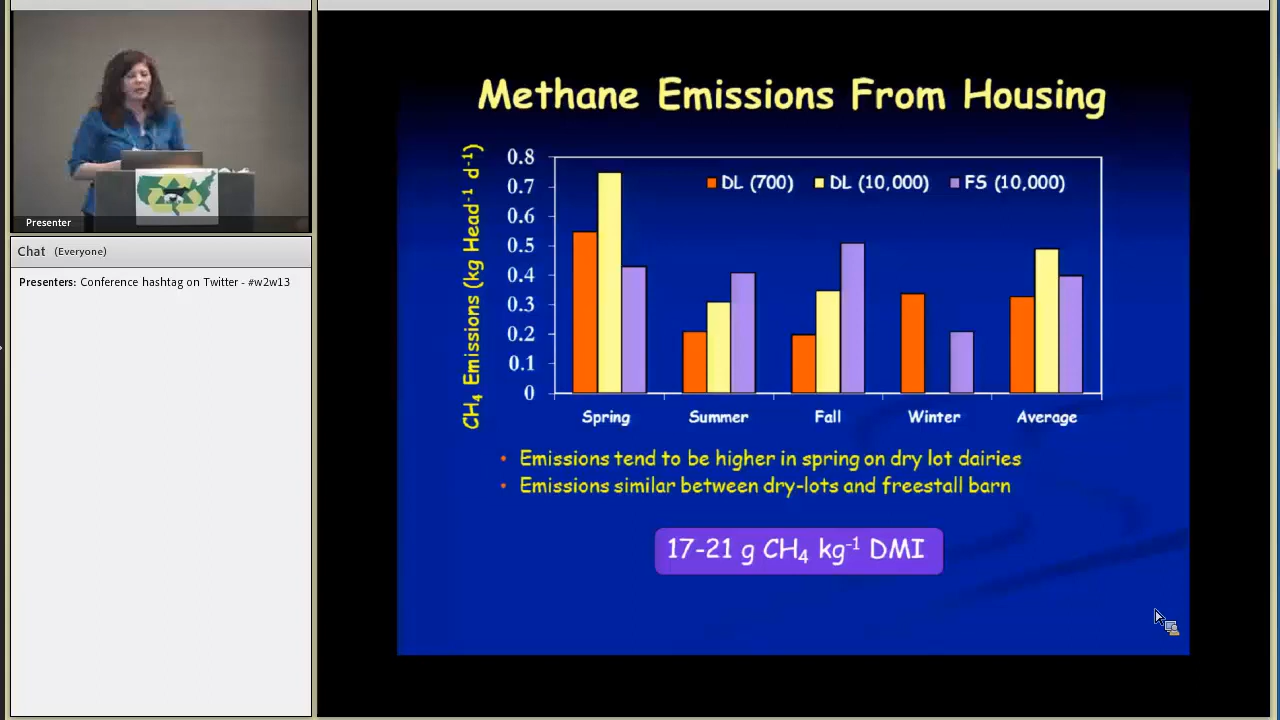 Presenter
Chat (Everyone)
Presenters: Conference hashtag on Twitter - #w2w13
Methane Emissions From Housing
CH₄ Emissions (kg Head⁻¹ d⁻¹)
0.8
0.7
0.6
0.5
0.4
0.3
0.2
0.1
0
DL (700) DL (10,000) FS (10,000)
Spring Summer Fall Winter Average
• Emissions tend to be higher in spring on dry lot dairies
• Emissions similar between dry-lots and freestall barn
17-21 g CH₄ kg⁻¹ DMI